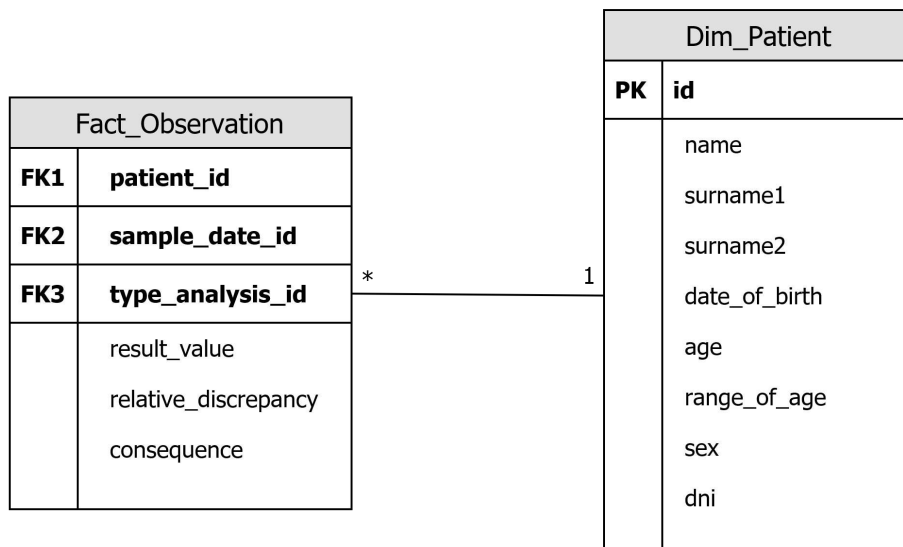 Fact_Observation
FK1 patient_id
FK2 sample_date_id
FK3 type_analysis_id
result_value
relative_discrepancy
consequence
* 1
Dim_Patient
PK id
name
surname1
surname2
date_of_birth
age
range_of_age
sex
dni